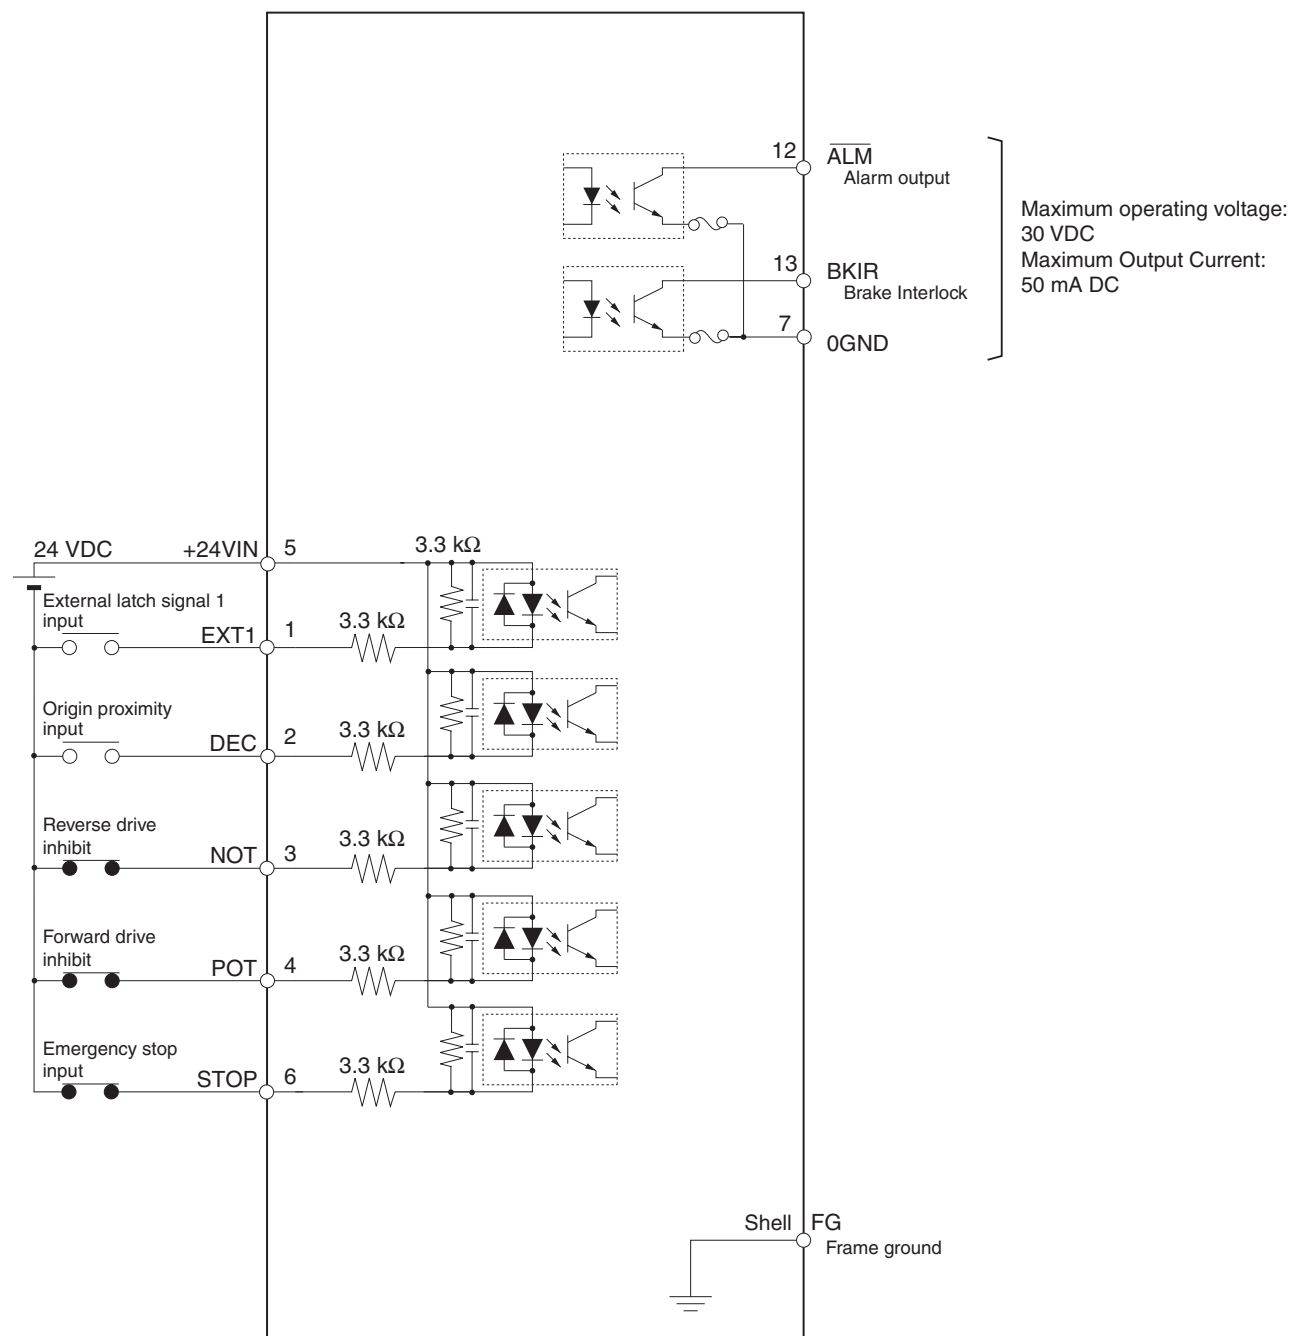 12
ALM
Alarm output
Maximum operating voltage:
30 VDC
Maximum Output Current:
50 mA DC
13
BKIR
Brake Interlock
7
0GND
24 VDC
+24VIN
5
3.3 kΩ
External latch signal 1
input
EXT1
1
3.3 kΩ
Origin proximity
input
DEC
2
3.3 kΩ
Reverse drive
inhibit
NOT
3
3.3 kΩ
Forward drive
inhibit
POT
4
3.3 kΩ
Emergency stop
input
STOP
6
3.3 kΩ
Shell
FG
Frame ground